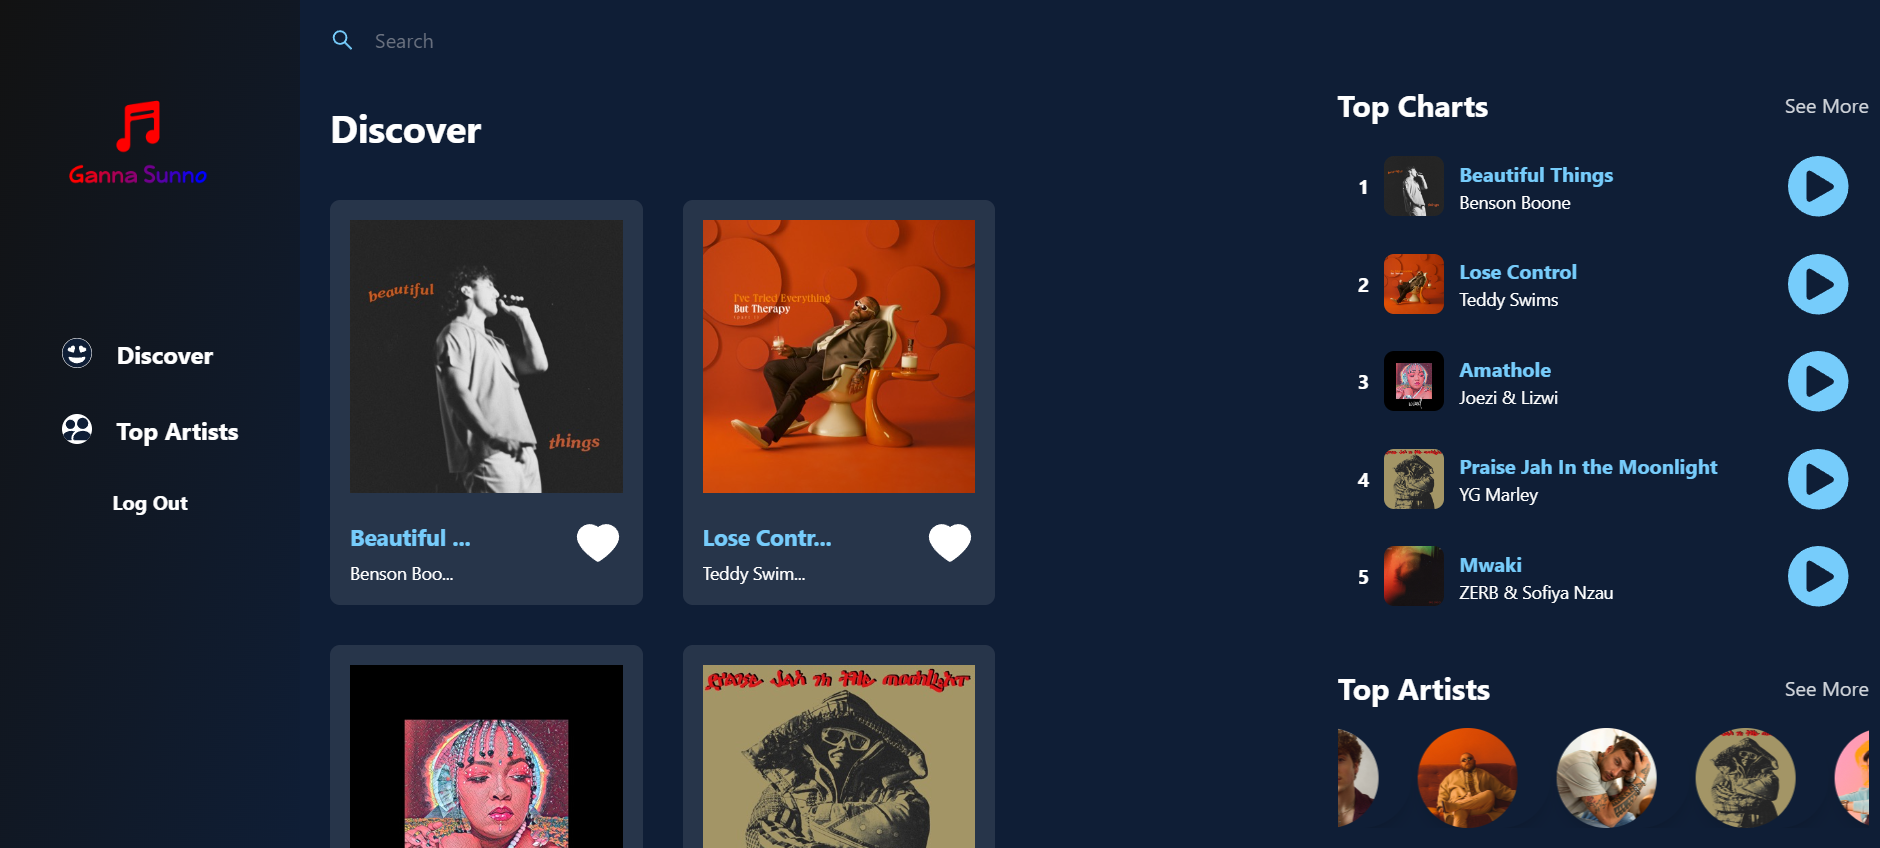 Search
Ganna Sunno
Discover
Top Artists
Log Out
Discover
beautiful
things
Beautiful ...
Benson Boo...
I've Tried Everything
But Therapy
Lose Contr...
Teddy Swim...
PRAISE JAH IN THE MOONLIGHT
Top Charts
See More
1
Beautiful Things
Benson Boone
2
Lose Control
Teddy Swims
3
Amathole
Joezi & Lizwi
4
Praise Jah In the Moonlight
YG Marley
5
Mwaki
ZERB & Sofiya Nzau
Top Artists
See More